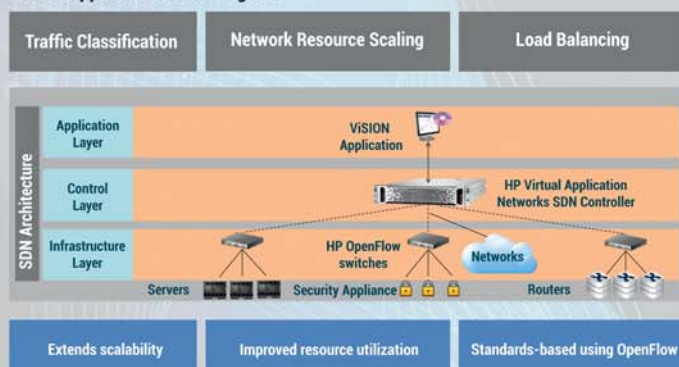 Traffic Classification
Network Resource Scaling
Load Balancing
SDN Architecture
Application
Layer
ViSION
Application
Control
Layer
HP Virtual Application
Networks SDN Controller
Infrastructure
Layer
HP OpenFlow
switches
Networks
Servers
Security Appliance
Routers
Extends scalability
Improved resource utilization
Standards-based using OpenFlow